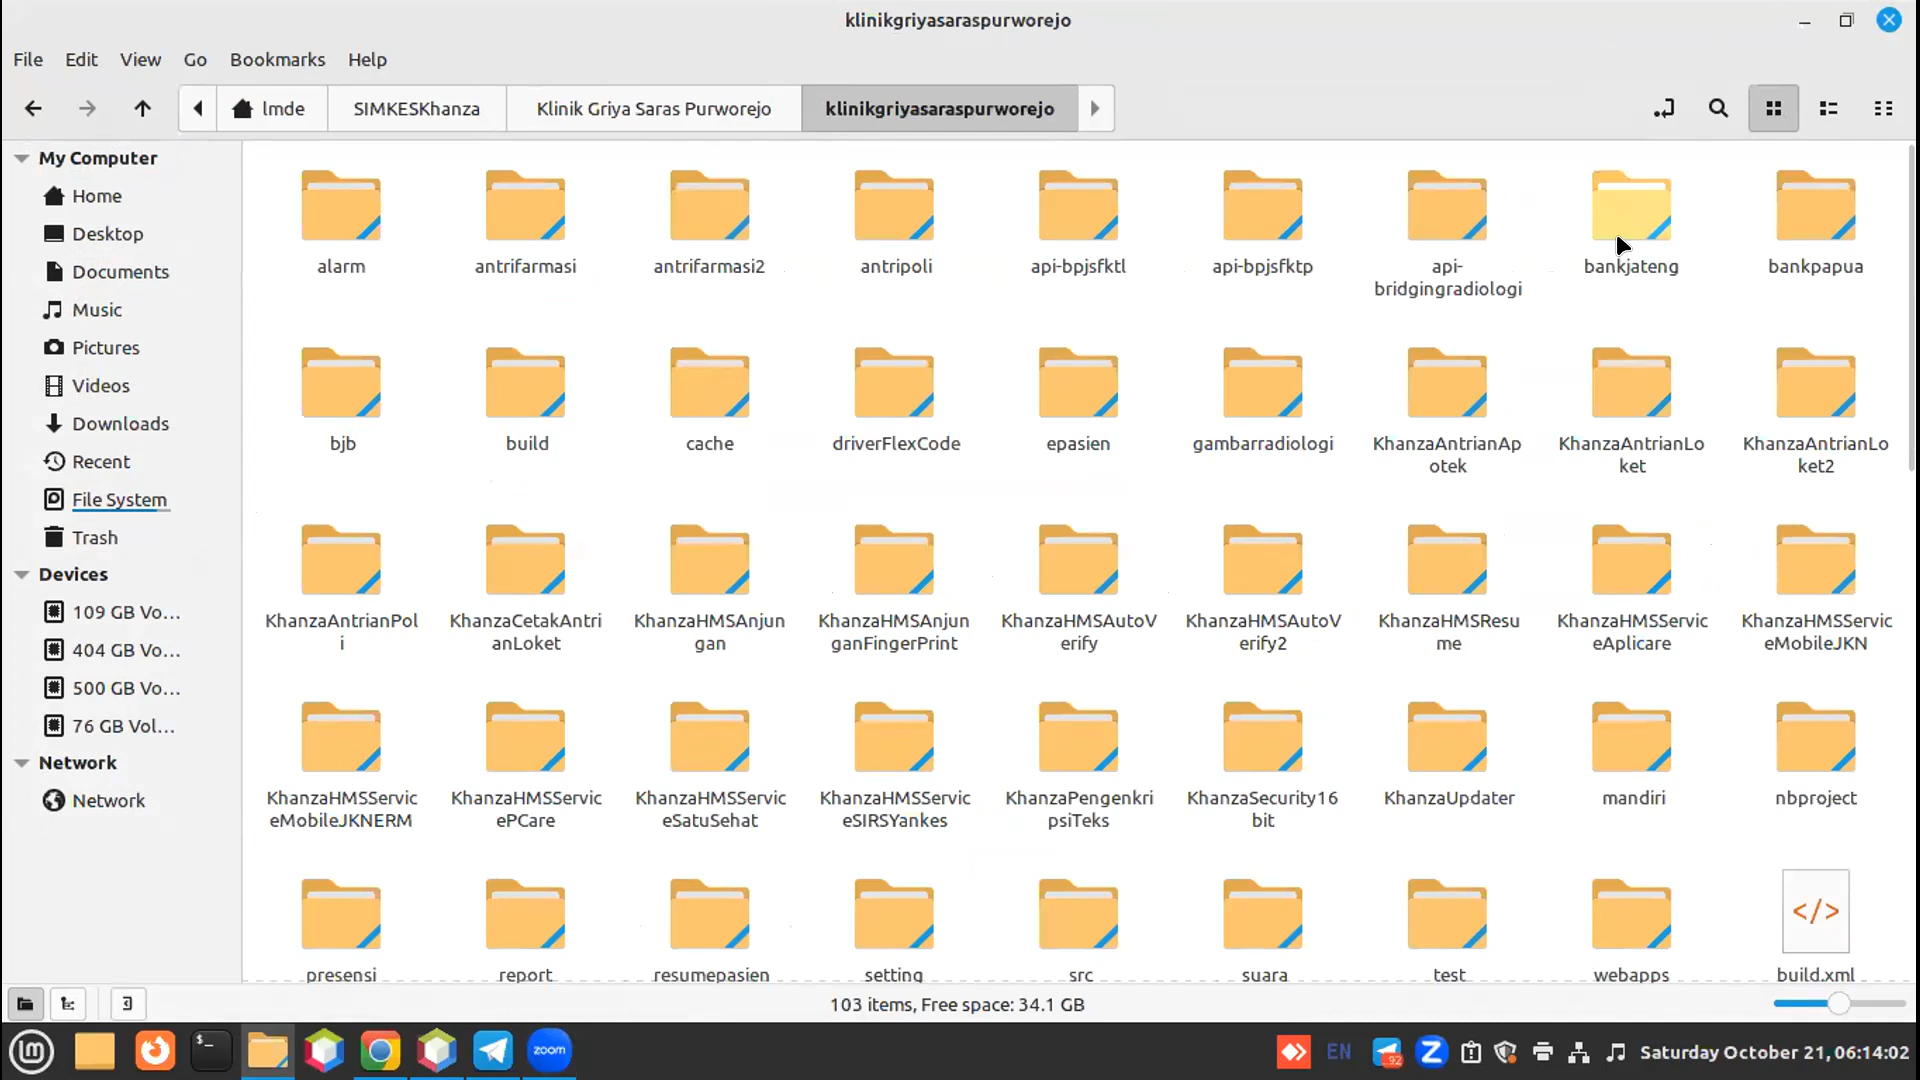 klinikgriyasaraspurworejo
File Edit View Go Bookmarks Help
lmde SIMKESKhanza Klinik Griya Saras Purworejo klinikgriyasaraspurworejo
My Computer
Home
Desktop
Documents
Music
Pictures
Videos
Downloads
Recent
File System
Trash
Devices
109 GB Vo...
404 GB Vo...
500 GB Vo...
76 GB Vol...
Network
Network
alarm antrifarmasi antrifarmasi2 antripoli api-bpjsfktl api-bpjsfktp api- bankjateng bankpapua
bridgingradiologi
bjb build cache driverFlexCode epasien gambarradiologi KhanzaAntrianAp KhanzaAntrianLo KhanzaAntrianLo
otek ket ket2
KhanzaAntrianPol KhanzaCetakAntri KhanzaHMSAnjun KhanzaHMSAnjun KhanzaHMSAutoV KhanzaHMSAutoV KhanzaHMSResu KhanzaHMSServic KhanzaHMSServic
i anLoket gan ganFingerPrint erify erify2 me eAplicare eMobileJKN
KhanzaHMSServic KhanzaHMSServic KhanzaHMSServic KhanzaHMSServic KhanzaPengenkri KhanzaSecurity16 KhanzaUpdater mandiri nbproject
eMobileJKNERM ePCare eSatuSehat eSIRSYankes psiTeks bit
presensi report resumepasien setting src suara test webapps build.xml
</> 
103 items, Free space: 34.1 GB
$_ zoom EN 92 Z Saturday October 21, 06:14:02